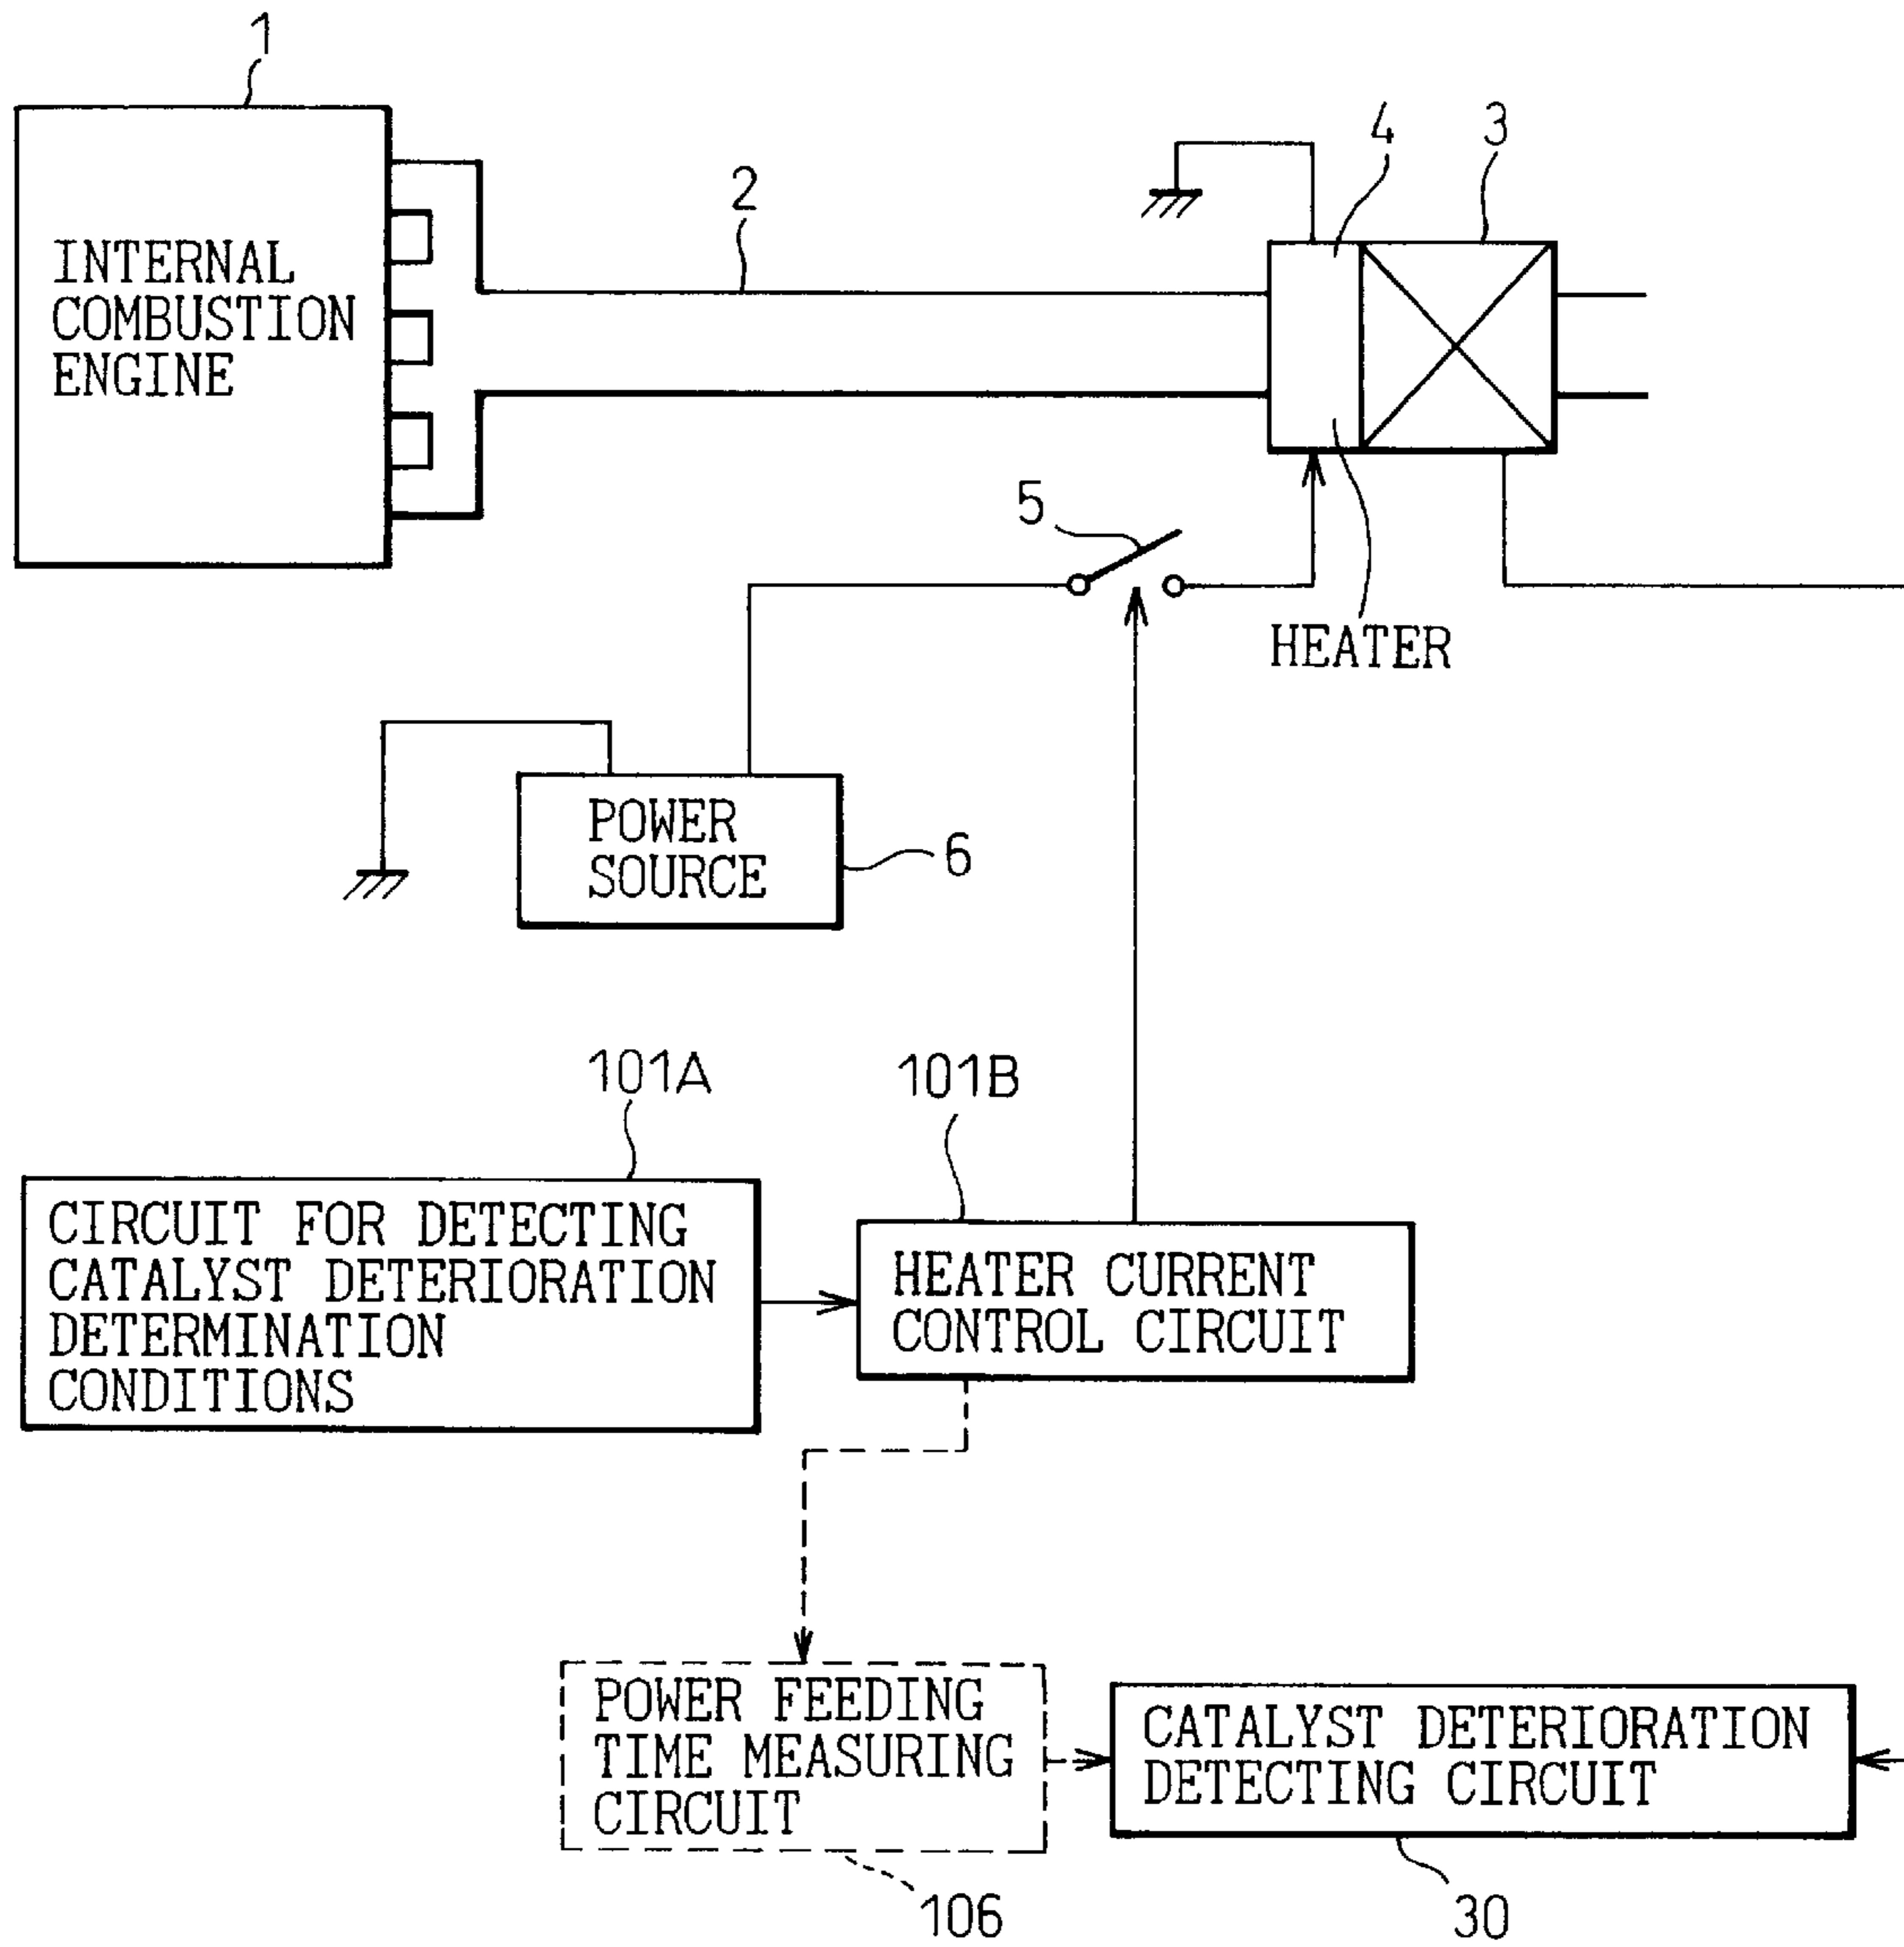 1
INTERNAL
COMBUSTION
ENGINE
2
4
3
5
HEATER
POWER
SOURCE
6
101A
101B
CIRCUIT FOR DETECTING
CATALYST DETERIORATION
DETERMINATION
CONDITIONS
HEATER CURRENT
CONTROL CIRCUIT
POWER FEEDING
TIME MEASURING
CIRCUIT
CATALYST DETERIORATION
DETECTING CIRCUIT
106
30